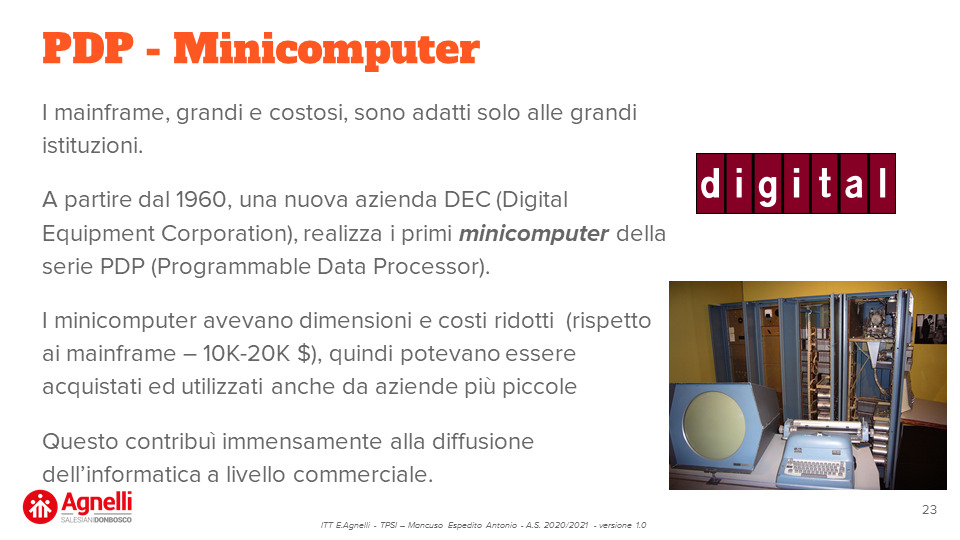 PDP - Minicomputer
I mainframe, grandi e costosi, sono adatti solo alle grandi
istituzioni.
A partire dal 1960, una nuova azienda DEC (Digital
Equipment Corporation), realizza i primi minicomputer della
serie PDP (Programmable Data Processor).
I minicomputer avevano dimensioni e costi ridotti (rispetto
ai mainframe – 10K-20K $), quindi potevano essere
acquistati ed utilizzati anche da aziende più piccole
Questo contribuì immensamente alla diffusione
dell’informatica a livello commerciale.
digital
Agnelli
SALESIANIDONBOSCO
ITT E.Agnelli - TPSI – Mancuso Espedito Antonio - A.S. 2020/2021 - versione 1.0
23